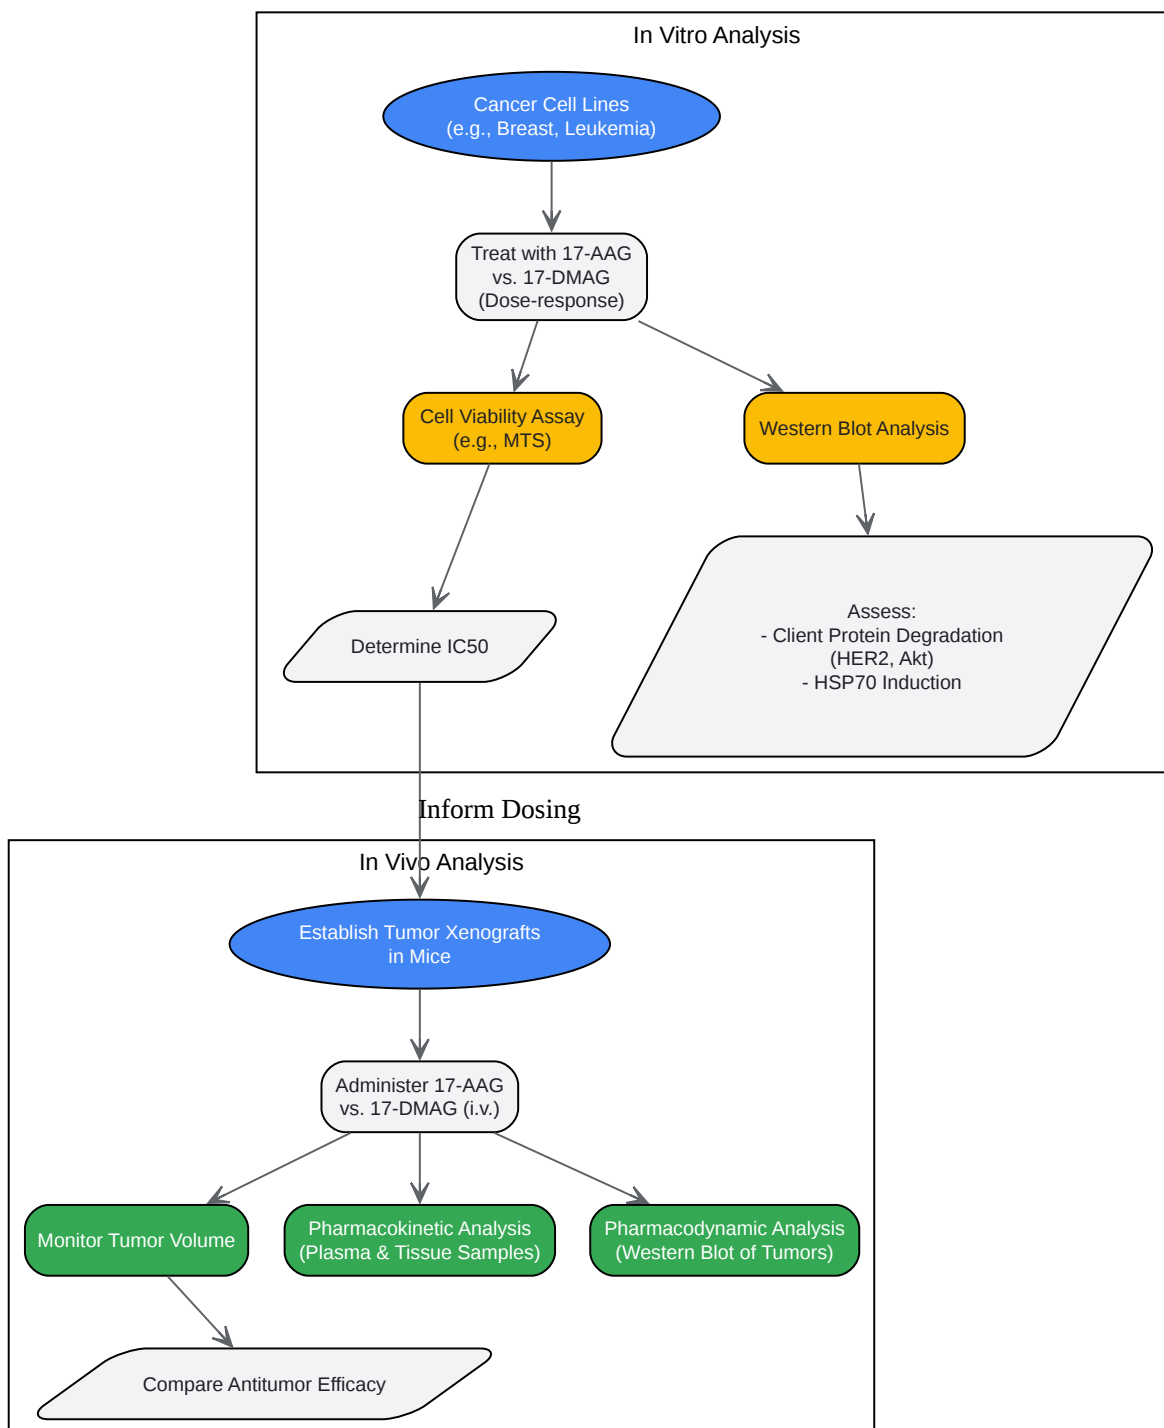 In Vitro Analysis
Cancer Cell Lines
(e.g., Breast, Leukemia)
Treat with 17-AAG
vs. 17-DMAG
(Dose-response)
Cell Viability Assay
(e.g., MTS)
Western Blot Analysis
Determine IC50
Assess:
- Client Protein Degradation
(HER2, Akt)
- HSP70 Induction
Inform Dosing
In Vivo Analysis
Establish Tumor Xenografts
in Mice
Administer 17-AAG
vs. 17-DMAG (i.v.)
Monitor Tumor Volume
Pharmacokinetic Analysis
(Plasma & Tissue Samples)
Pharmacodynamic Analysis
(Western Blot of Tumors)
Compare Antitumor Efficacy